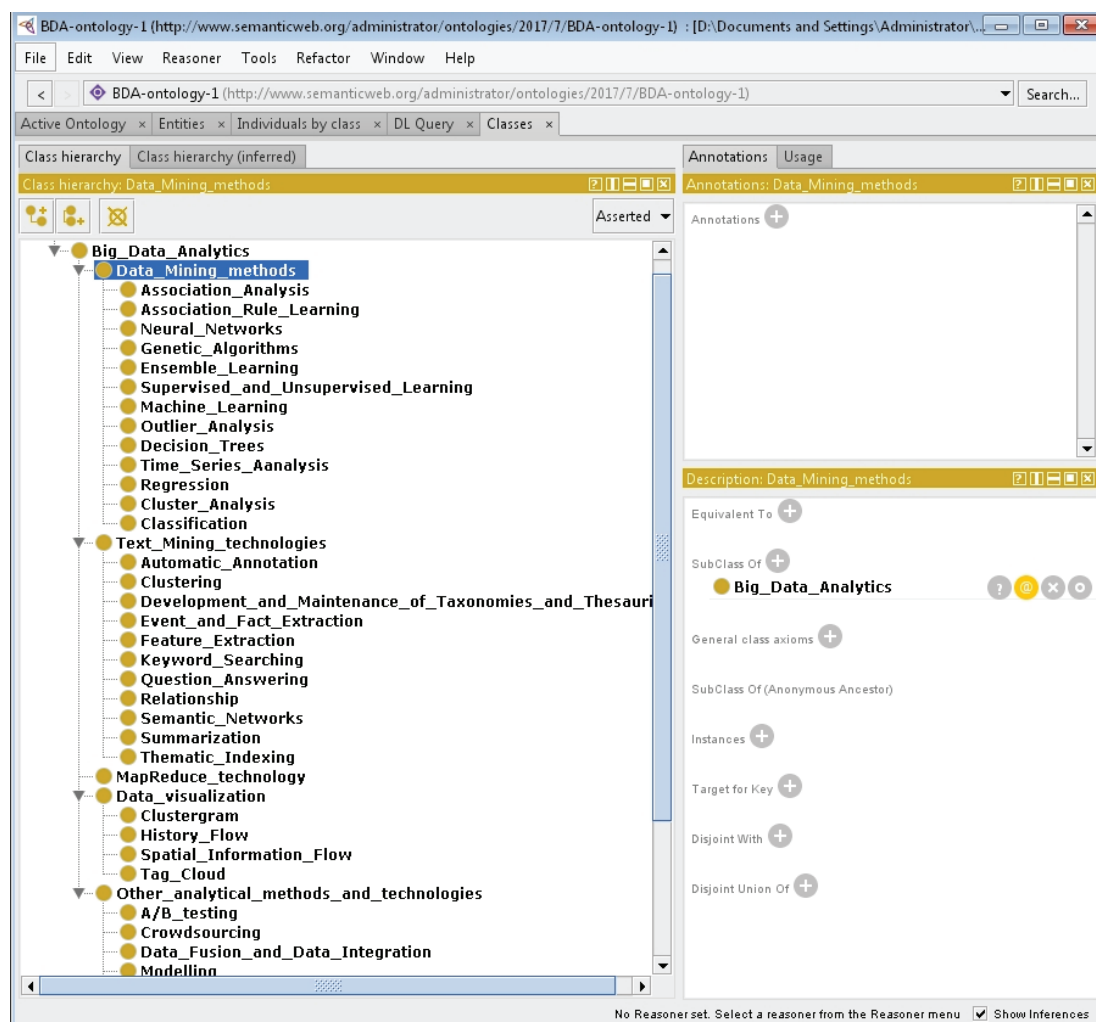 BDA-ontology-1 (http://www.semanticweb.org/administrator/ontologies/2017/7/BDA-ontology-1) : [D:\Documents and Settings\Administrator\...
File Edit View Reasoner Tools Refactor Window Help
< > BDA-ontology-1 (http://www.semanticweb.org/administrator/ontologies/2017/7/BDA-ontology-1) Search...
Active Ontology × Entities × Individuals by class × DL Query × Classes ×
Class hierarchy Class hierarchy (inferred)
Class hierarchy: Data_Mining_methods
Asserted
Big_Data_Analytics
Data_Mining_methods
Association_Analysis
Association_Rule_Learning
Neural_Networks
Genetic_Algorithms
Ensemble_Learning
Supervised_and_Unsupervised_Learning
Machine_Learning
Outlier_Analysis
Decision_Trees
Time_Series_Aanalysis
Regression
Cluster_Analysis
Classification
Text_Mining_technologies
Automatic_Annotation
Clustering
Development_and_Maintenance_of_Taxonomies_and_Thesauri
Event_and_Fact_Extraction
Feature_Extraction
Keyword_Searching
Question_Answering
Relationship
Semantic_Networks
Summarization
Thematic_Indexing
MapReduce_technology
Data_visualization
Clustergram
History_Flow
Spatial_Information_Flow
Tag_Cloud
Other_analytical_methods_and_technologies
A/B_testing
Crowdsourcing
Data_Fusion_and_Data_Integration
Modelling
Annotations Usage
Annotations: Data_Mining_methods
Annotations
Description: Data_Mining_methods
Equivalent To
SubClass Of
Big_Data_Analytics
General class axioms
SubClass Of (Anonymous Ancestor)
Instances
Target for Key
Disjoint With
Disjoint Union Of
No Reasoner set. Select a reasoner from the Reasoner menu Show Inferences